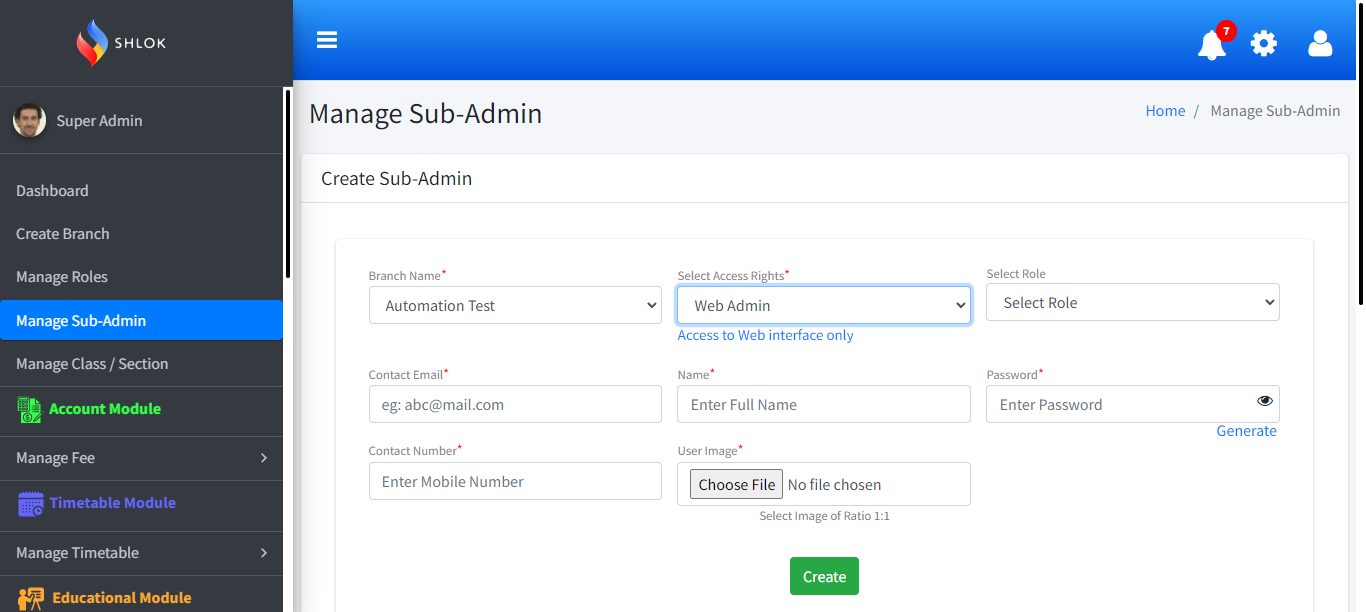 SHLOK
Super Admin
Dashboard
Create Branch
Manage Roles
Manage Sub-Admin
Manage Class / Section
Account Module
Manage Fee
Timetable Module
Manage Timetable
Educational Module
7
Manage Sub-Admin
Home / Manage Sub-Admin
Create Sub-Admin
Branch Name* Select Access Rights* Select Role
Automation Test Web Admin Select Role
Access to Web interface only
Contact Email* Name* Password*
eg: abc@mail.com Enter Full Name Enter Password
Generate
Contact Number* User Image*
Enter Mobile Number Choose File No file chosen
Select Image of Ratio 1:1
Create